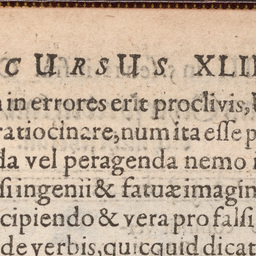 CURSUS XLII
in errores erit proclivis,
ratiocinare, num ita esse p
da vel peragenda nemo
si ingenii & fatuæ imagin
cipiendo & vera pro falsi
de verbis, quicquid dicat